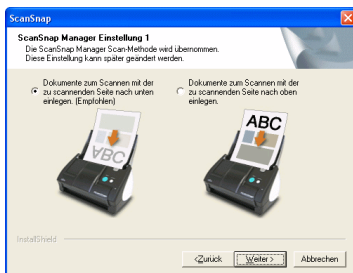 ScanSnap
ScanSnap Manager Einstellung 1
Die ScanSnap Manager Scan-Methode wird übernommen.
Diese Einstellung kann später geändert werden.
Dokumente zum Scannen mit der
zu scannenden Seite nach unten
einlegen. (Empfohlen)
Dokumente zum Scannen mit der
zu scannenden Seite nach oben
einlegen.
ABC
ABC
InstallShield
<Zurück
Weiter >
Abbrechen